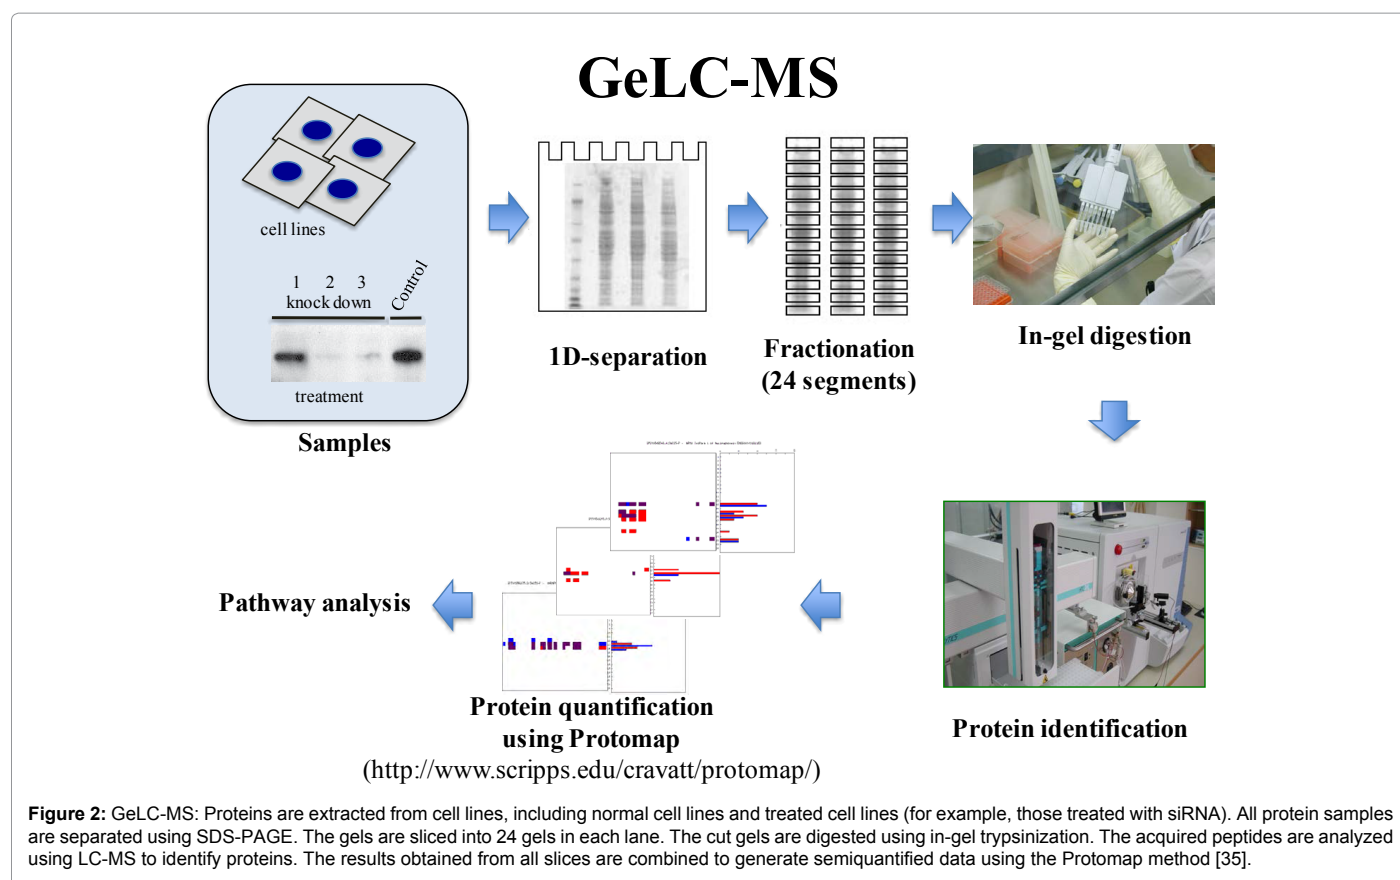 GeLC-MS
cell lines
1 2 3
knock down
Control
treatment
Samples
1D-separation
Fractionation
(24 segments)
In-gel digestion
Protein identification
Protein quantification
using Protomap
(http://www.scripps.edu/cravatt/protomap/)
Pathway analysis
Figure 2: GeLC-MS: Proteins are extracted from cell lines, including normal cell lines and treated cell lines (for example, those treated with siRNA). All protein samples
are separated using SDS-PAGE. The gels are sliced into 24 gels in each lane. The cut gels are digested using in-gel trypsinization. The acquired peptides are analyzed
using LC-MS to identify proteins. The results obtained from all slices are combined to generate semiquantified data using the Protomap method [35].